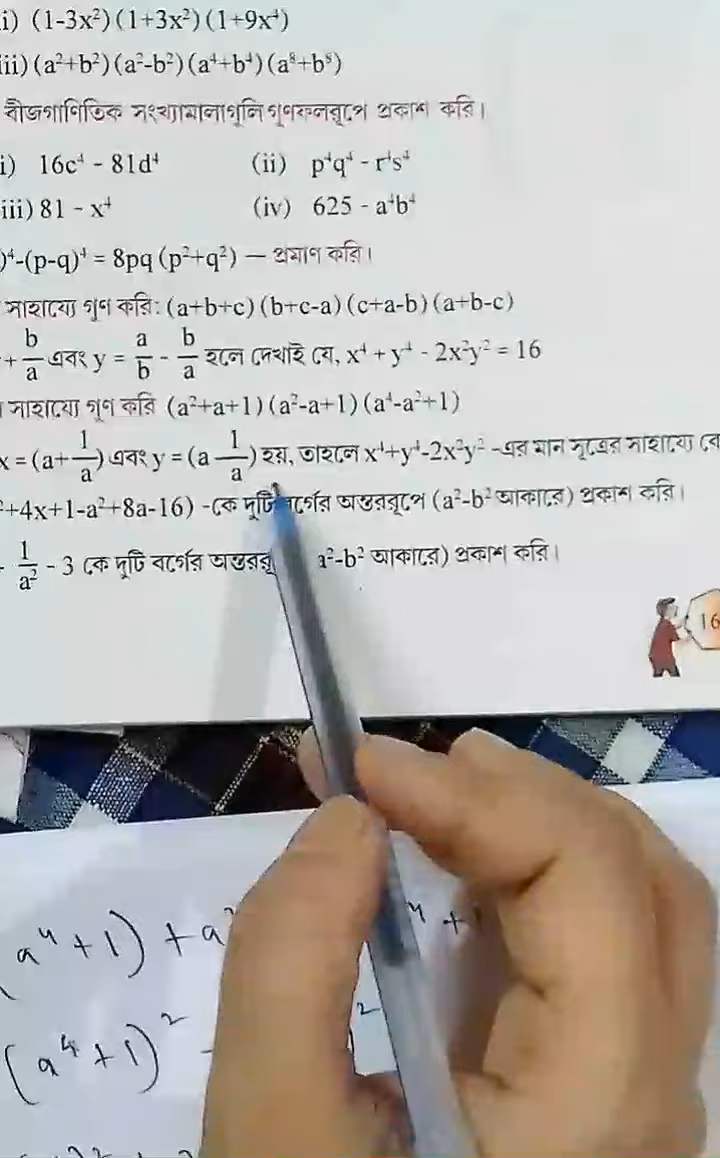 i) (1-3x²)(1+3x²)(1+9x⁴)
iii) (a²+b²)(a²-b²)(a⁴+b⁴)(a⁸+b⁸)
বীজগাণিতিক সংখ্যামালাগুলি গুণফলরূপে প্রকাশ করি।
i) 16c⁴ - 81d⁴ (ii) p⁴q⁴ - r⁴s⁴
iii) 81 - x⁴ (iv) 625 - a⁴b⁴
)⁴-(p-q)⁴ = 8pq (p²+q²) — প্রমাণ করি।
সাহায্যে গুণ করি: (a+b+c) (b+c-a) (c+a-b) (a+b-c)
+ b/a এবং y = a/b - b/a হলে দেখাই যে, x⁴ + y⁴ - 2x²y² = 16
সাহায্যে গুণ করি (a²+a+1) (a²-a+1) (a⁴-a²+1)
x = (a+ 1/a) এবং y = (a - 1/a) হয়, তাহলে x⁴+y⁴-2x²y² -এর মান সূত্রের সাহায্যে
²+4x+1-a²+8a-16) -কে দুটি বর্গের অন্তররূপে (a²-b² আকারে) প্রকাশ করি।
- 1/a² - 3 কে দুটি বর্গের a²-b² আকারে) প্রকাশ করি।
16
(a⁴+1) + a
(a⁴+1)²